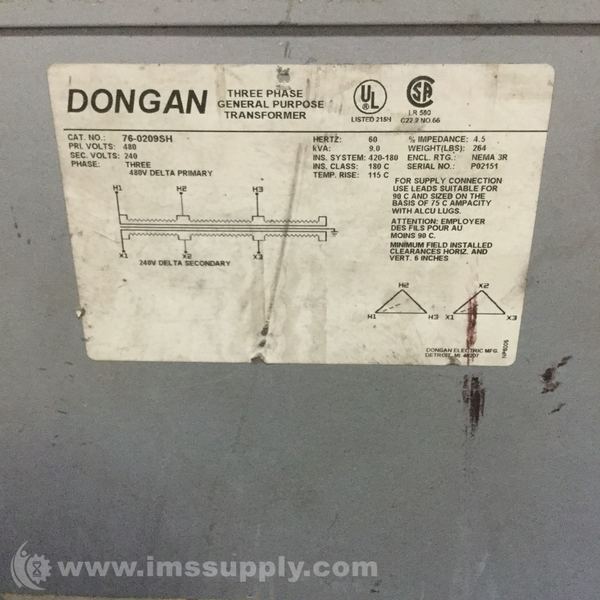 DONGAN
THREE PHASE
GENERAL PURPOSE
TRANSFORMER
UL
LISTED 216H
CSA
LR 580
C22.2 NO.66
CAT. NO.: 76-0209SH
PRI. VOLTS: 480
SEC. VOLTS: 240
PHASE: THREE
480V DELTA PRIMARY
HERTZ: 60
kVA: 9.0
INS. SYSTEM: 420-180
INS. CLASS: 180 C
TEMP. RISE: 115 C
% IMPEDANCE: 4.5
WEIGHT(LBS): 264
ENCL. RTG.: NEMA 3R
SERIAL NO.: P02151
FOR SUPPLY CONNECTION
USE LEADS SUITABLE FOR
90 C AND SIZED ON THE
BASIS OF 75 C AMPACITY
WITH ALCU LUGS.
ATTENTION: EMPLOYER
DES FILS POUR AU
MOINS 90 C.
MINIMUM FIELD INSTALLED
CLEARANCES HORIZ. AND
VERT. 6 INCHES
H1 H2 H3
X1 X2 X3
240V DELTA SECONDARY
H2 X2
H1 H3 X1 X3
DONGAN ELECTRIC MFG.
DETROIT, MI 48207
www.imssupply.com